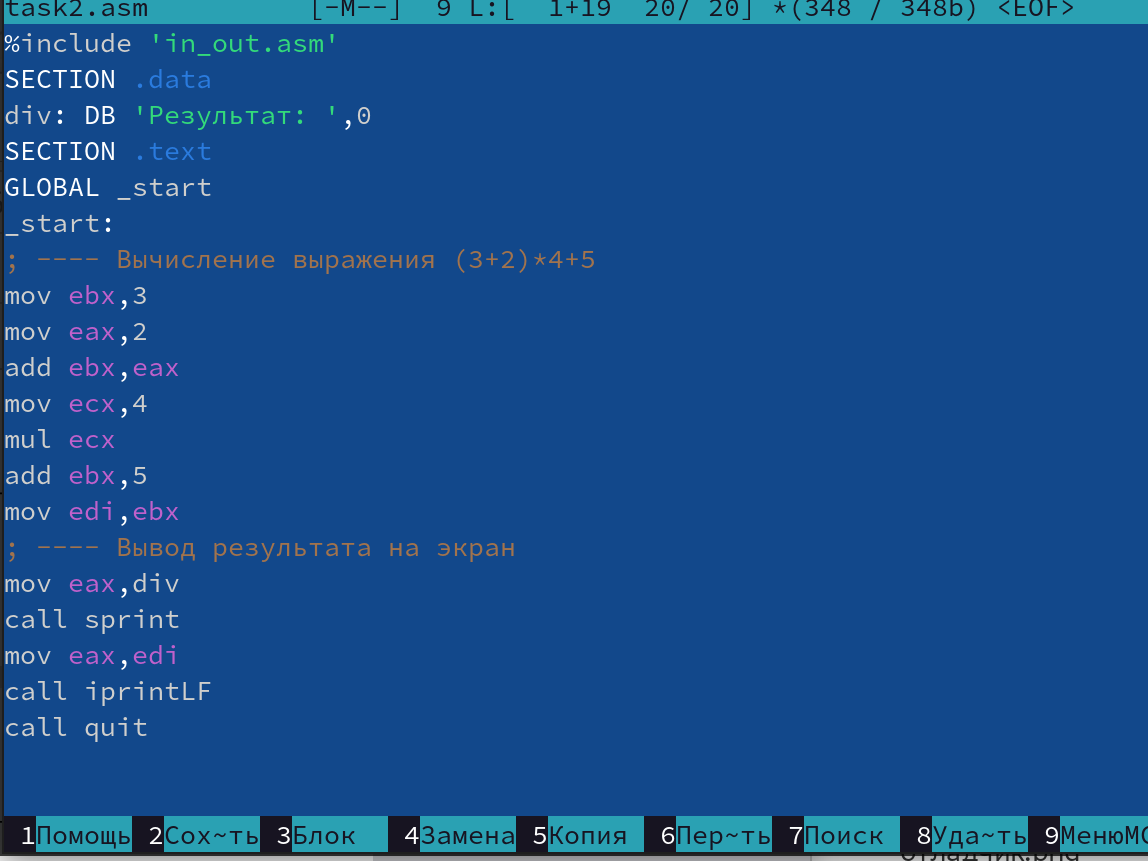 task2.asm [-M--] 9 L:[ 1+19 20/ 20] *(348 / 348b) <EOF>
%include 'in_out.asm'
SECTION .data
div: DB 'Результат: ',0
SECTION .text
GLOBAL _start
_start:
; ---- Вычисление выражения (3+2)*4+5
mov ebx,3
mov eax,2
add ebx,eax
mov ecx,4
mul ecx
add ebx,5
mov edi,ebx
; ---- Вывод результата на экран
mov eax,div
call sprint
mov eax,edi
call iprintLF
call quit
1Помощь 2Сох~ть 3Блок 4Замена 5Копия 6Пер~ть 7Поиск 8Уда~ть 9МенюМС